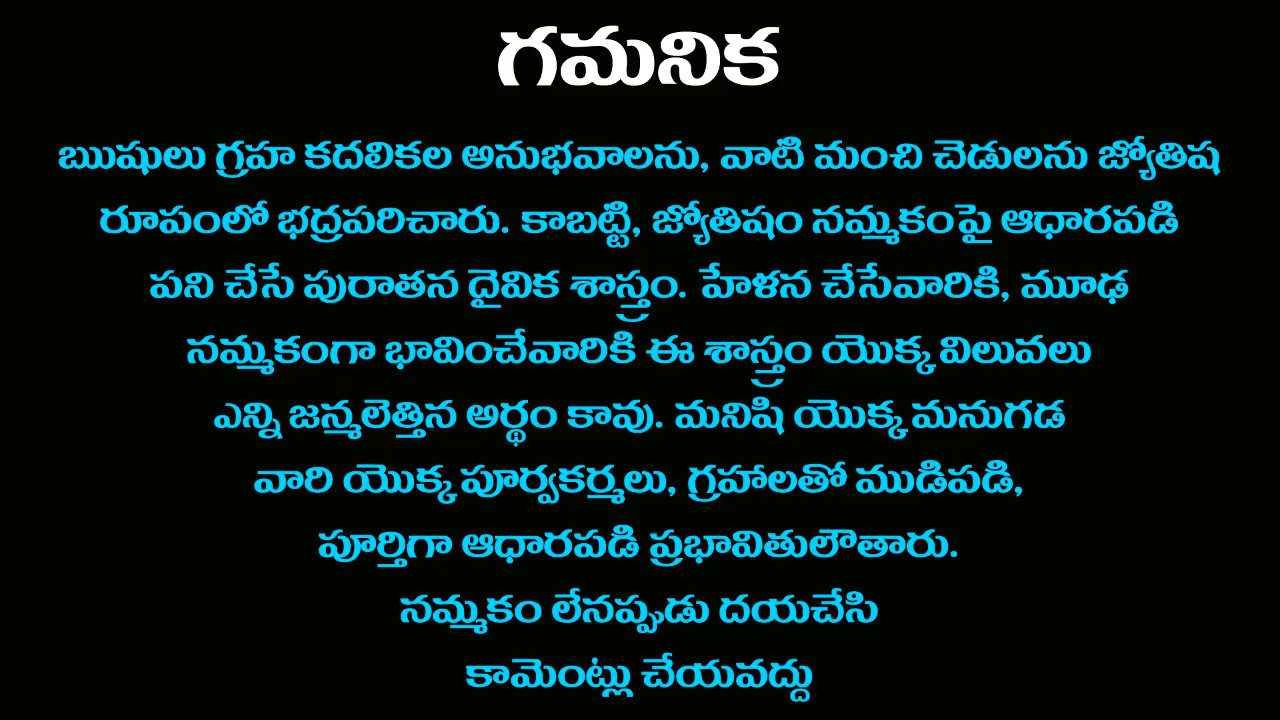 గమనిక
ఋషులు గ్రహ కదలికల అనుభవాలను, వాటి మంచి చెడులను జ్యోతిష
రూపంలో భద్రపరిచారు. కాబట్టి, జ్యోతిషం నమ్మకంపై ఆధారపడి
పని చేసే పురాతన దైవిక శాస్త్రం. హేళన చేసేవారికి, మూఢ
నమ్మకంగా భావించేవారికి ఈ శాస్త్రం యొక్క విలువలు
ఎన్ని జన్మలెత్తిన అర్థం కావు. మనిషి యొక్క మనుగడ
వారి యొక్క పూర్వకర్మలు, గ్రహాలతో ముడిపడి,
పూర్తిగా ఆధారపడి ప్రభావితులౌతారు.
నమ్మకం లేనప్పుడు దయచేసి
కామెంట్లు చేయవద్దు